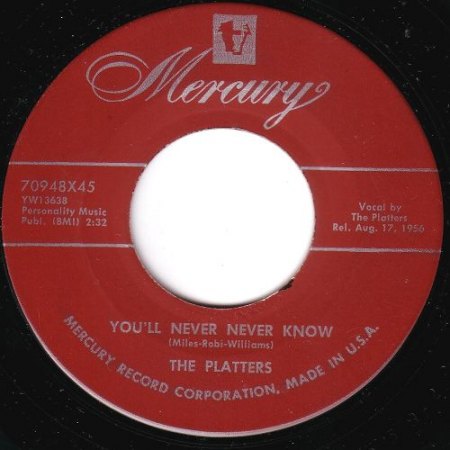 Mercury
70948X45
YW13638
Personality Music
Publ. (BMI) 2:32
Vocal by
The Platters
Rel. Aug. 17, 1956
YOU'LL NEVER NEVER KNOW
(Miles-Robi-Williams)
THE PLATTERS
MERCURY RECORD CORPORATION, MADE IN U.S.A.